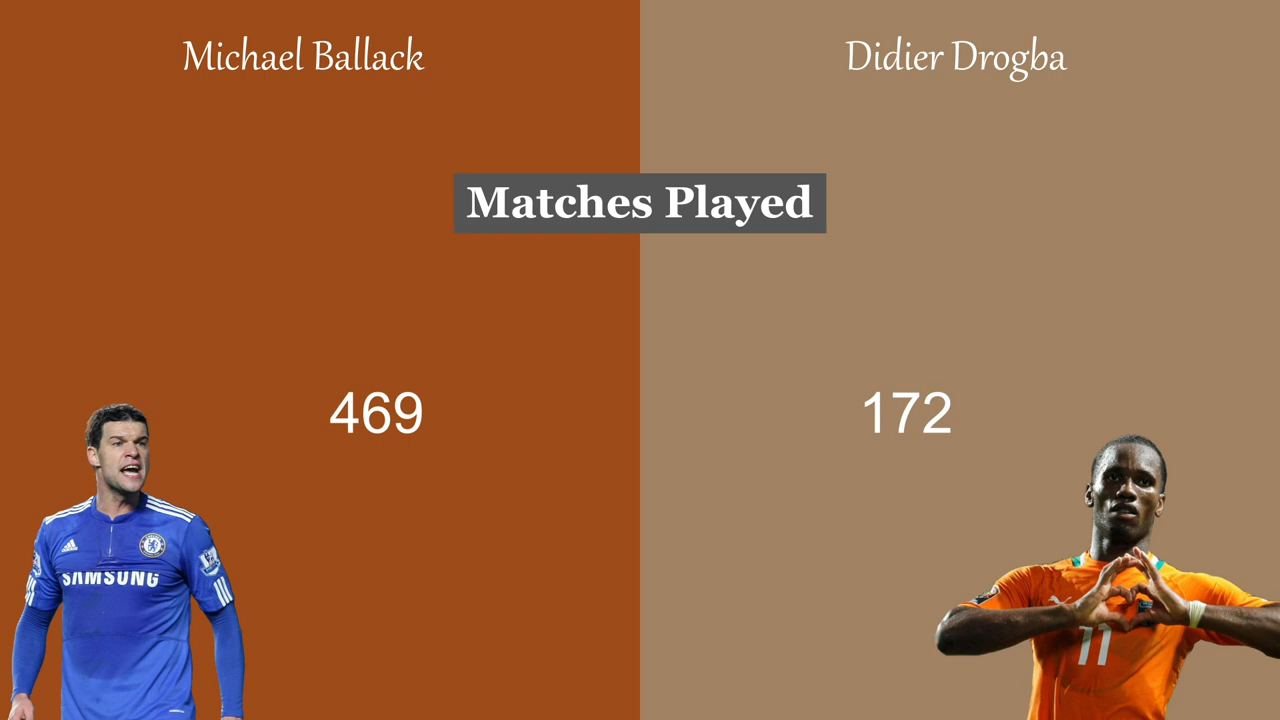 Michael Ballack
Didier Drogba
Matches Played
469
172
SAMSUNG
11